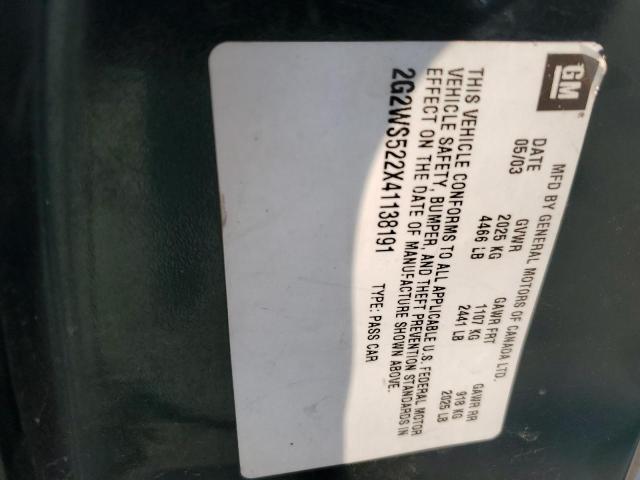 GM
®
MFD BY GENERAL MOTORS OF CANADA LTD.
DATE GVWR GAWR FRT GAWR RR
05/03 2025 KG 1107 KG 918 KG
4466 LB 2441 LB 2025 LB
THIS VEHICLE CONFORMS TO ALL APPLICABLE U.S. FEDERAL MOTOR
VEHICLE SAFETY, BUMPER, AND THEFT PREVENTION STANDARDS IN
EFFECT ON THE DATE OF MANUFACTURE SHOWN ABOVE.
2G2WS522X41138191 TYPE: PASS CAR